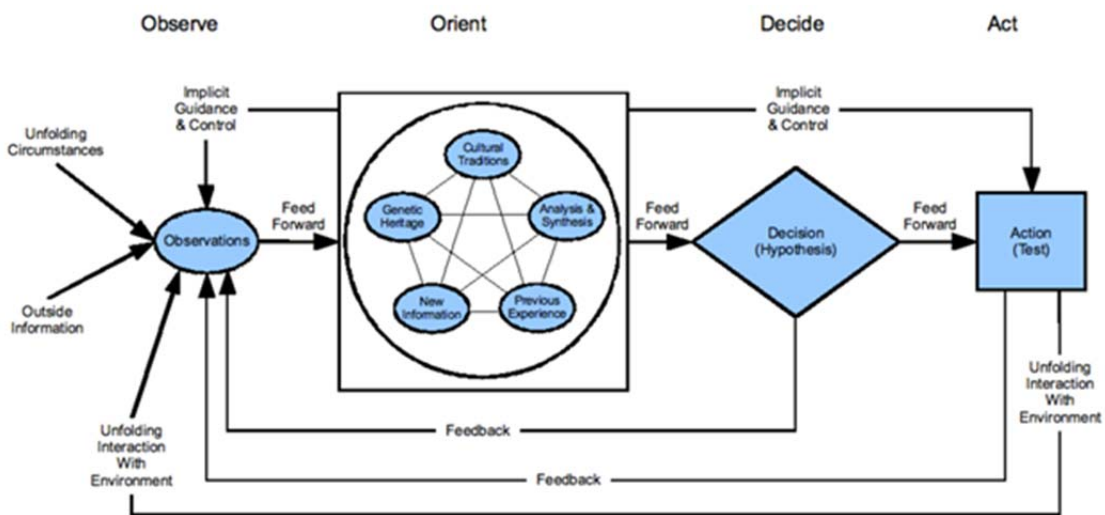 Observe
Orient
Decide
Act
Implicit
Guidance
& Control
Implicit
Guidance
& Control
Unfolding
Circumstances
Cultural
Traditions
Genetic
Heritage
Analysis &
Synthesis
Feed
Forward
Observations
Feed
Forward
Decision
(Hypothesis)
Feed
Forward
Action
(Test)
Outside
Information
New
Information
Previous
Experience
Unfolding
Interaction
With
Environment
Feedback
Unfolding
Interaction
With
Environment
Feedback